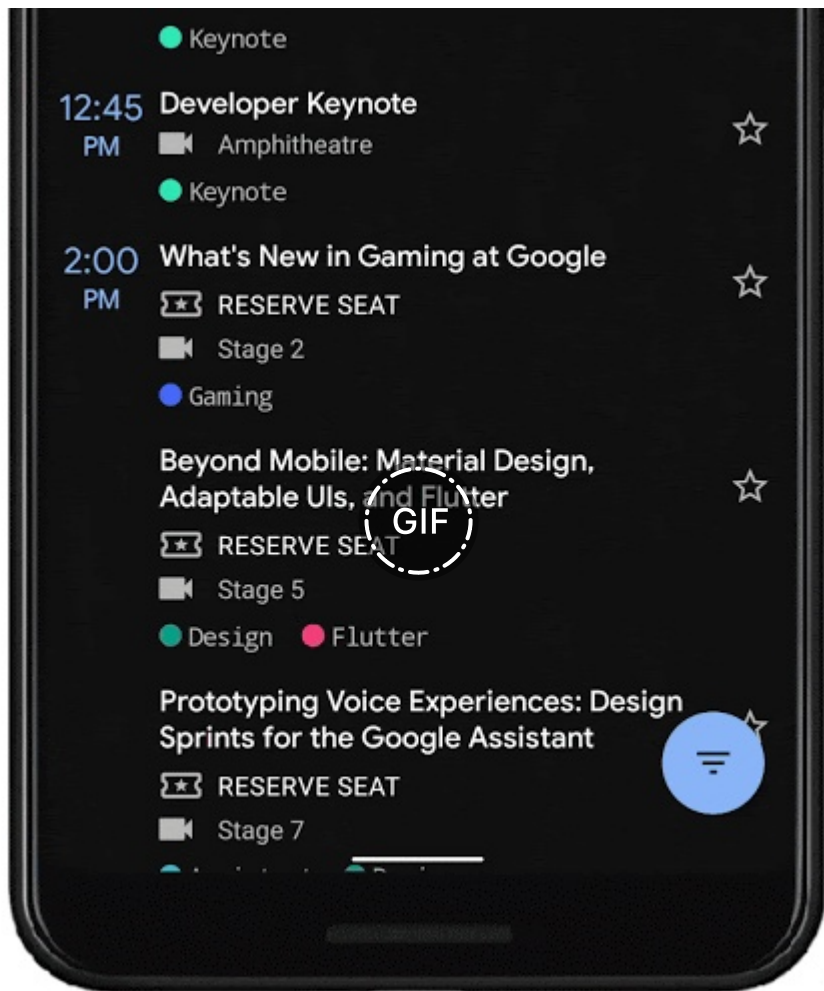 Keynote
12:45 PM
Developer Keynote
Amphitheatre
Keynote
2:00 PM
What's New in Gaming at Google
RESERVE SEAT
Stage 2
Gaming
Beyond Mobile: Material Design,
Adaptable UIs, and Flutter
GIF
RESERVE SEAT
Stage 5
Design Flutter
Prototyping Voice Experiences: Design
Sprints for the Google Assistant
RESERVE SEAT
Stage 7